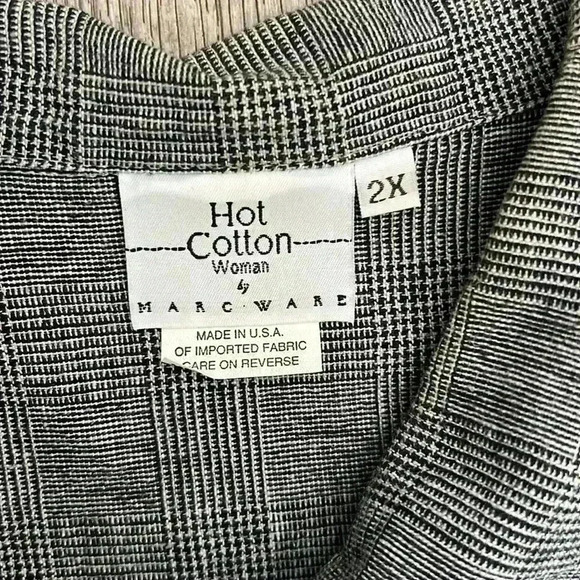 2X
Hot
Cotton
Woman
by
MARC·WARE
MADE IN U.S.A.
OF IMPORTED FABRIC
CARE ON REVERSE